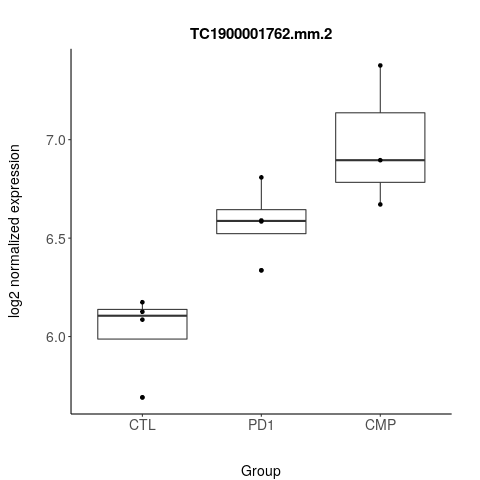 TC1900001762.mm.2
log2 normalized expression
7.0
6.5
6.0
CTL PD1 CMP
Group